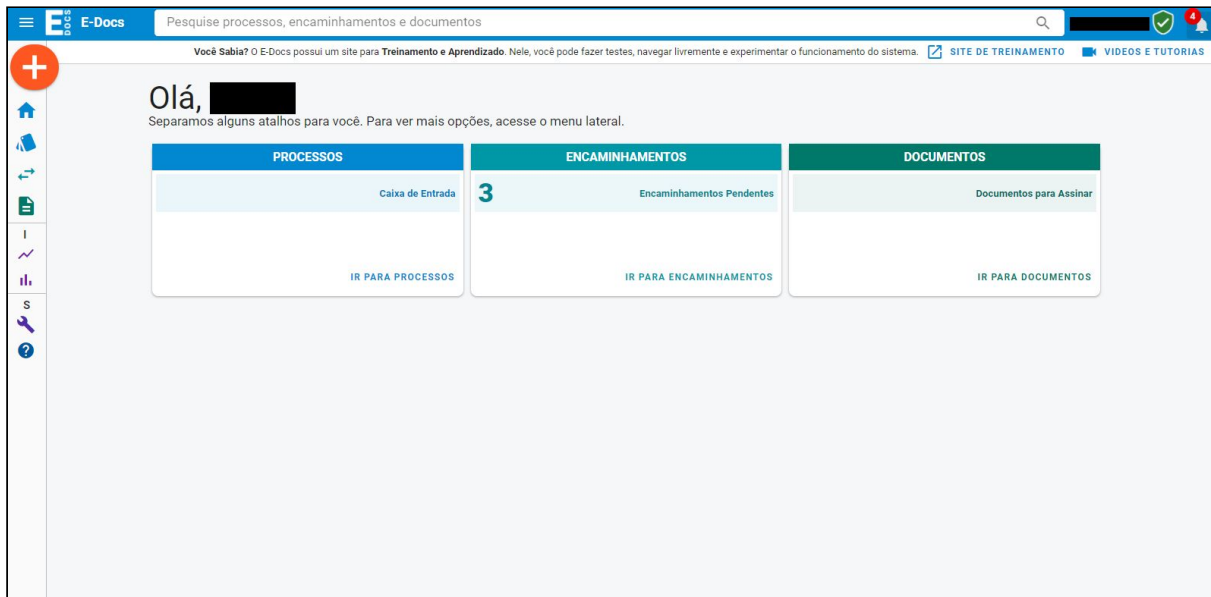 E DOCS E-Docs Pesquise processos, encaminhamentos e documentos 4
Você Sabia? O E-Docs possui um site para Treinamento e Aprendizado. Nele, você pode fazer testes, navegar livremente e experimentar o funcionamento do sistema. SITE DE TREINAMENTO VIDEOS E TUTORIAS
Olá,
Separamos alguns atalhos para você. Para ver mais opções, acesse o menu lateral.
PROCESSOS ENCAMINHAMENTOS DOCUMENTOS
Caixa de Entrada 3 Encaminhamentos Pendentes Documentos para Assinar
I
IR PARA PROCESSOS IR PARA ENCAMINHAMENTOS IR PARA DOCUMENTOS
S